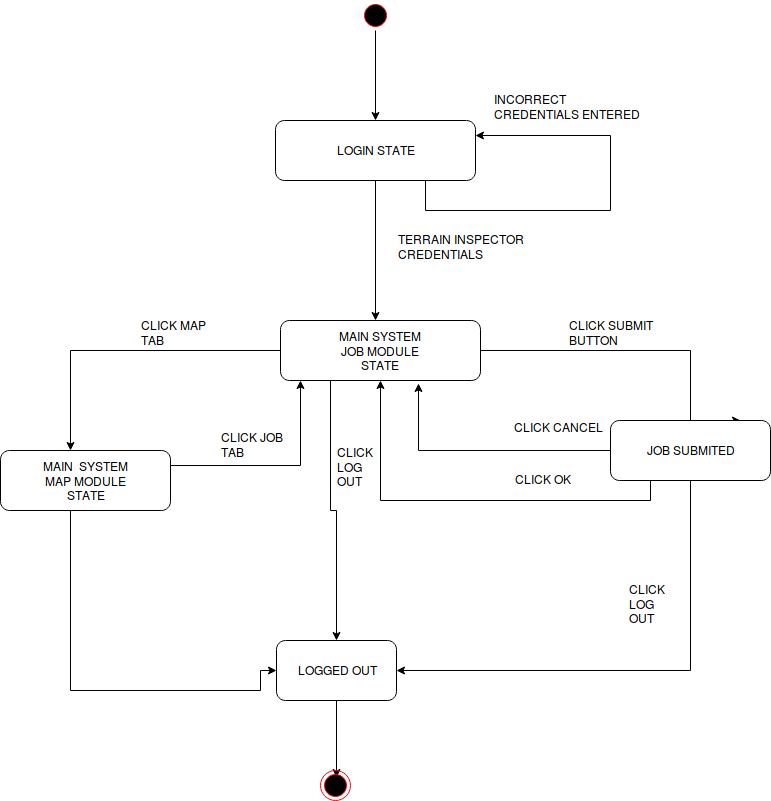 INCORRECT
CREDENTIALS ENTERED
LOGIN STATE
TERRAIN INSPECTOR
CREDENTIALS
CLICK MAP
TAB
MAIN SYSTEM
JOB MODULE
STATE
CLICK SUBMIT
BUTTON
CLICK JOB
TAB
CLICK
LOG
OUT
CLICK CANCEL
JOB SUBMITED
MAIN SYSTEM
MAP MODULE
STATE
CLICK OK
CLICK
LOG
OUT
LOGGED OUT